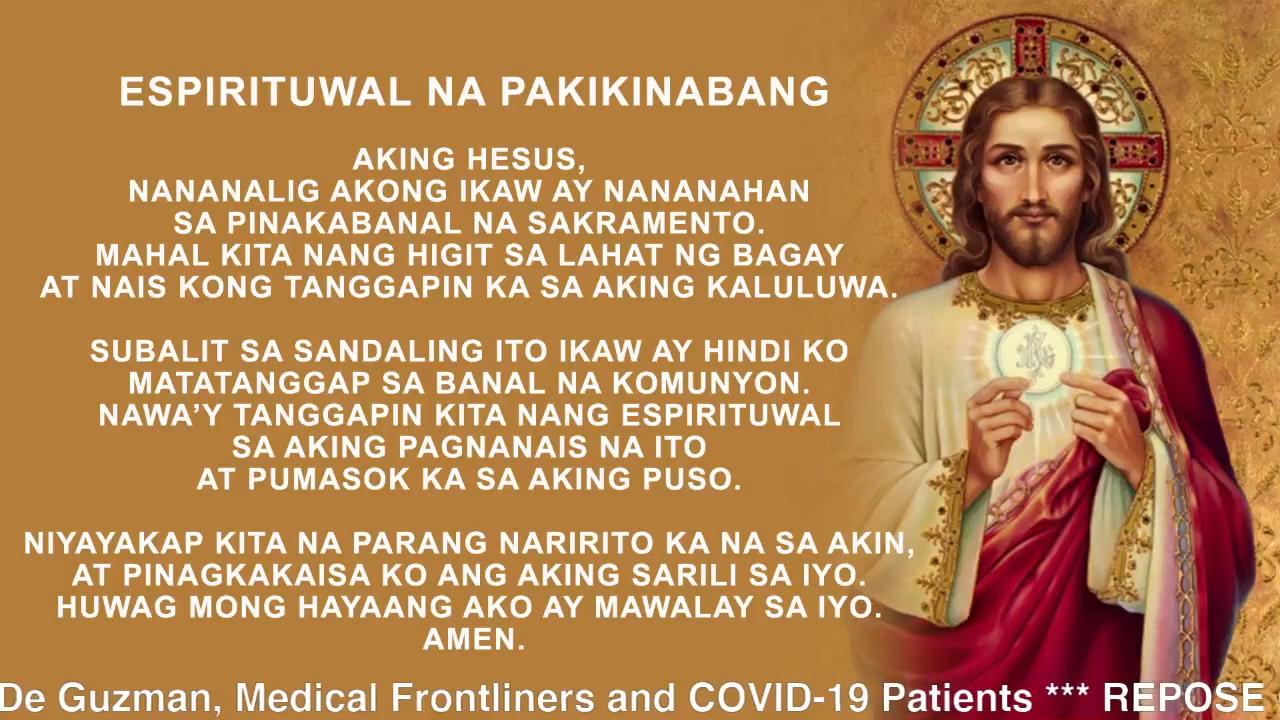 ESPIRITUWAL NA PAKIKINABANG
AKING HESUS,
NANANALIG AKONG IKAW AY NANANAHAN
SA PINAKABANAL NA SAKRAMENTO.
MAHAL KITA NANG HIGIT SA LAHAT NG BAGAY
AT NAIS KONG TANGGAPIN KA SA AKING KALULUWA.
SUBALIT SA SANDALING ITO IKAW AY HINDI KO
MATATANGGAP SA BANAL NA KOMUNYON.
NAWA’Y TANGGAPIN KITA NANG ESPIRITUWAL
SA AKING PAGNANAIS NA ITO
AT PUMASOK KA SA AKING PUSO.
NIYAYAKAP KITA NA PARANG NARIRITO KA NA SA AKIN,
AT PINAGKAKAISA KO ANG AKING SARILI SA IYO.
HUWAG MONG HAYAANG AKO AY MAWALAY SA IYO.
AMEN.
De Guzman, Medical Frontliners and COVID-19 Patients *** REPOSE